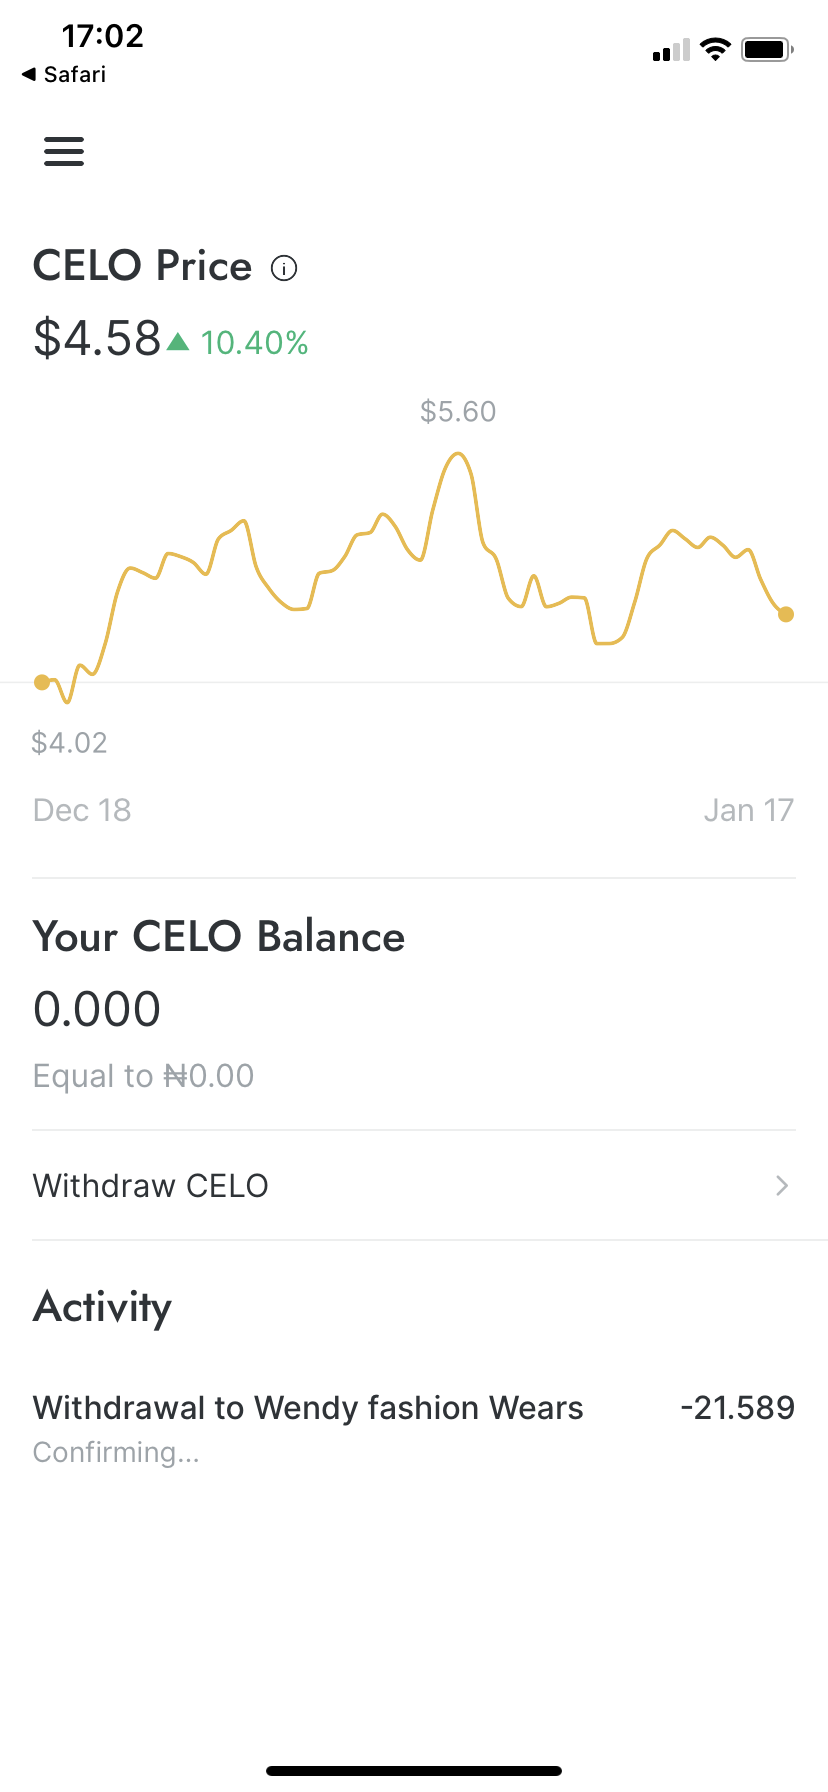 17:02
◀ Safari
CELO Price ⓘ
$4.58 ▲ 10.40%
$5.60
$4.02
Dec 18 Jan 17
Your CELO Balance
0.000
Equal to ₦0.00
Withdraw CELO
Activity
Withdrawal to Wendy fashion Wears -21.589
Confirming...